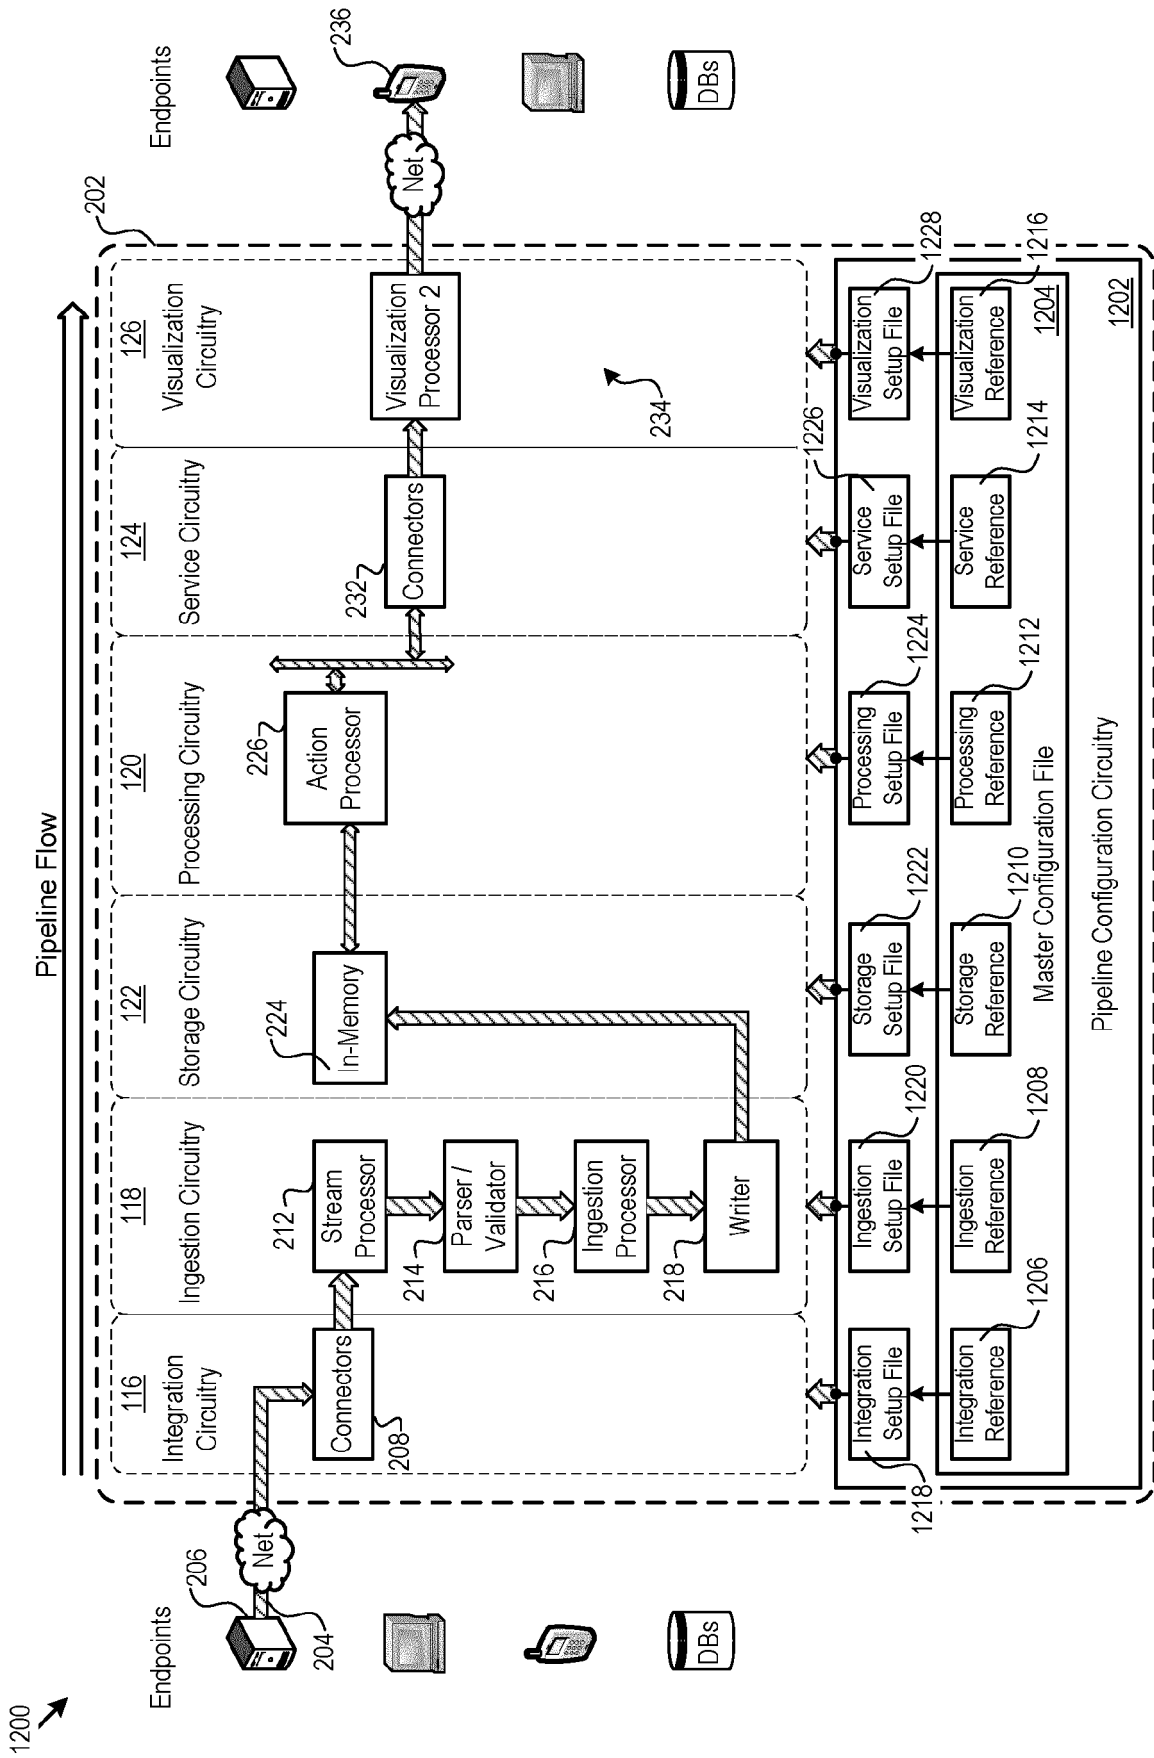 1200
Pipeline Flow
202
Endpoints
206
204
Net
DBs
116
Integration
Circuitry
118
Ingestion Circuitry
122
Storage Circuitry
120
Processing Circuitry
124
Service Circuitry
126
Visualization
Circuitry
Connectors
208
212
Stream
Processor
214
Parser /
Validator
216
Ingestion
Processor
218
Writer
224
In-Memory
226
Action
Processor
232
Connectors
Visualization
Processor 2
234
Net
Endpoints
236
DBs
Integration
Setup File
1218
Ingestion
Setup File
1220
Storage
Setup File
1222
Processing
Setup File
1224
Service
Setup File
1226
Visualization
Setup File
1228
Integration
Reference
1206
Ingestion
Reference
1208
Storage
Reference
1210
Processing
Reference
1212
Service
Reference
1214
Visualization
Reference
1216
Master Configuration File
1204
Pipeline Configuration Circuitry
1202